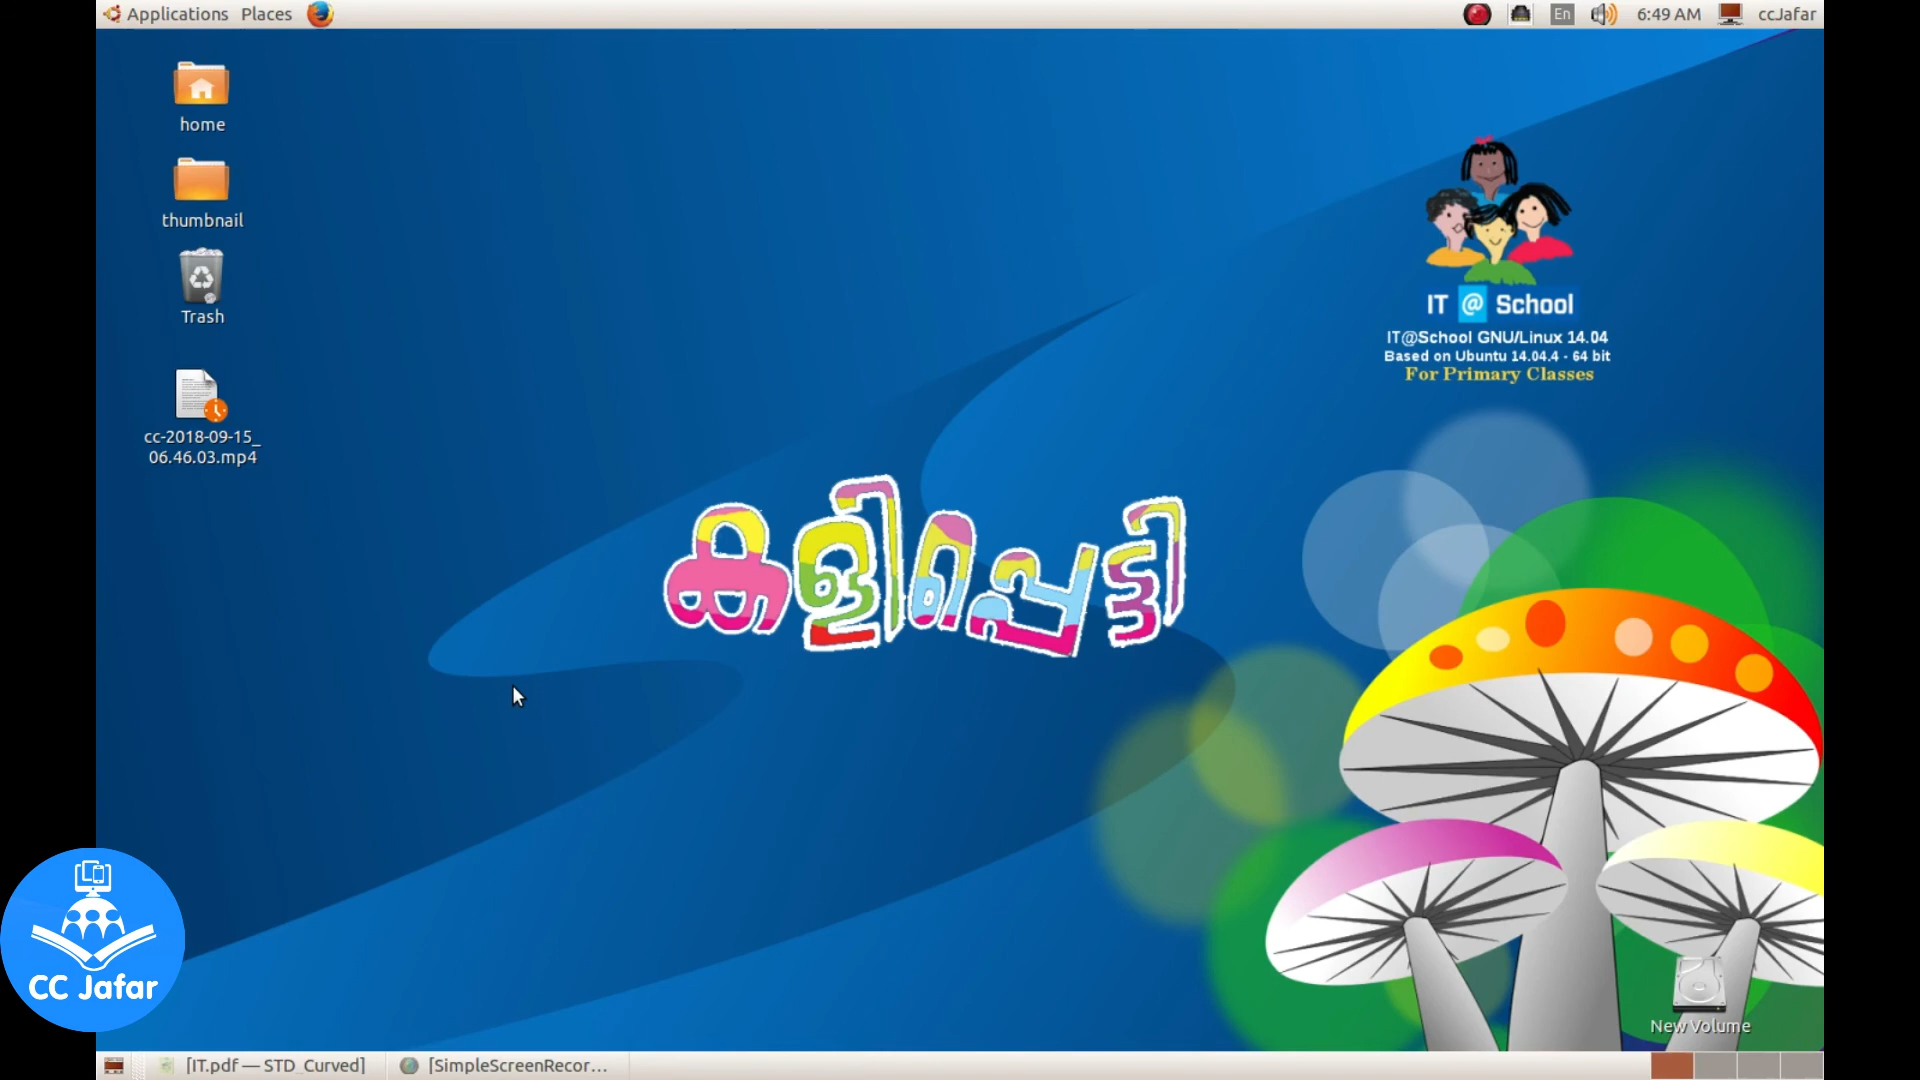 Applications Places En 6:49 AM ccJafar
home
thumbnail
Trash
cc-2018-09-15_
06.46.03.mp4
IT @ School
IT@School GNU/Linux 14.04
Based on Ubuntu 14.04.4 - 64 bit
For Primary Classes
കളിപ്പെട്ടി
CC Jafar
New Volume
[IT.pdf — STD_Curved] [SimpleScreenRecor...